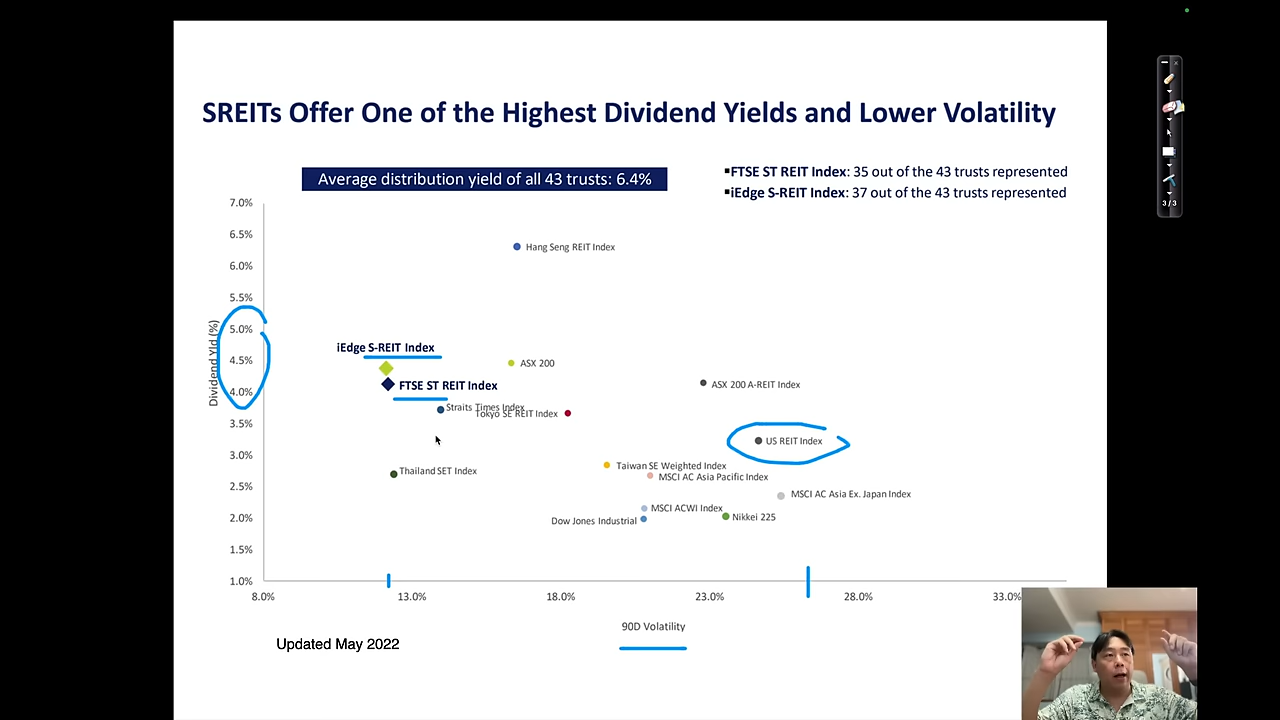 SREITs Offer One of the Highest Dividend Yields and Lower Volatility
Average distribution yield of all 43 trusts: 6.4%
▪FTSE ST REIT Index: 35 out of the 43 trusts represented
▪iEdge S-REIT Index: 37 out of the 43 trusts represented
7.0%
6.5%
6.0%
5.5%
5.0%
4.5%
4.0%
3.5%
3.0%
2.5%
2.0%
1.5%
1.0%
Dividend Yld (%)
Hang Seng REIT Index
iEdge S-REIT Index
ASX 200
FTSE ST REIT Index
ASX 200 A-REIT Index
Straits Times Index
Tokyo SE REIT Index
US REIT Index
Taiwan SE Weighted Index
Thailand SET Index
MSCI AC Asia Pacific Index
MSCI AC Asia Ex. Japan Index
MSCI ACWI Index
Nikkei 225
Dow Jones Industrial
8.0%
13.0%
18.0%
23.0%
28.0%
33.0%
90D Volatility
Updated May 2022
3 / 3